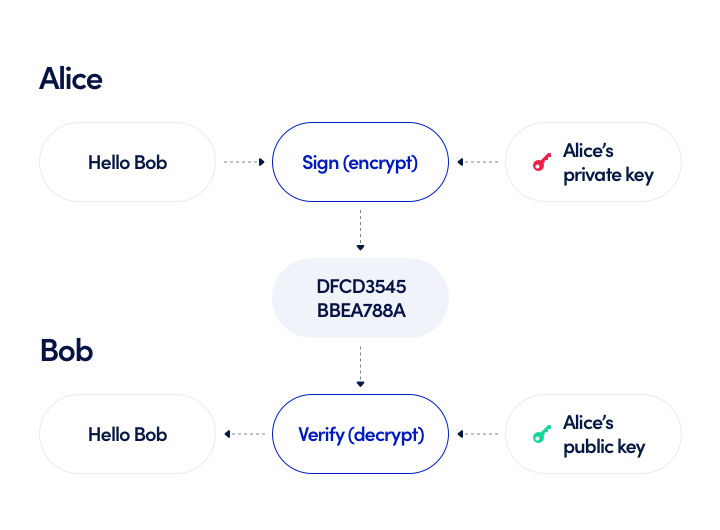 Alice
Hello Bob
Sign (encrypt)
Alice's
private key
DFCD3545
BBEA788A
Bob
Hello Bob
Verify (decrypt)
Alice's
public key